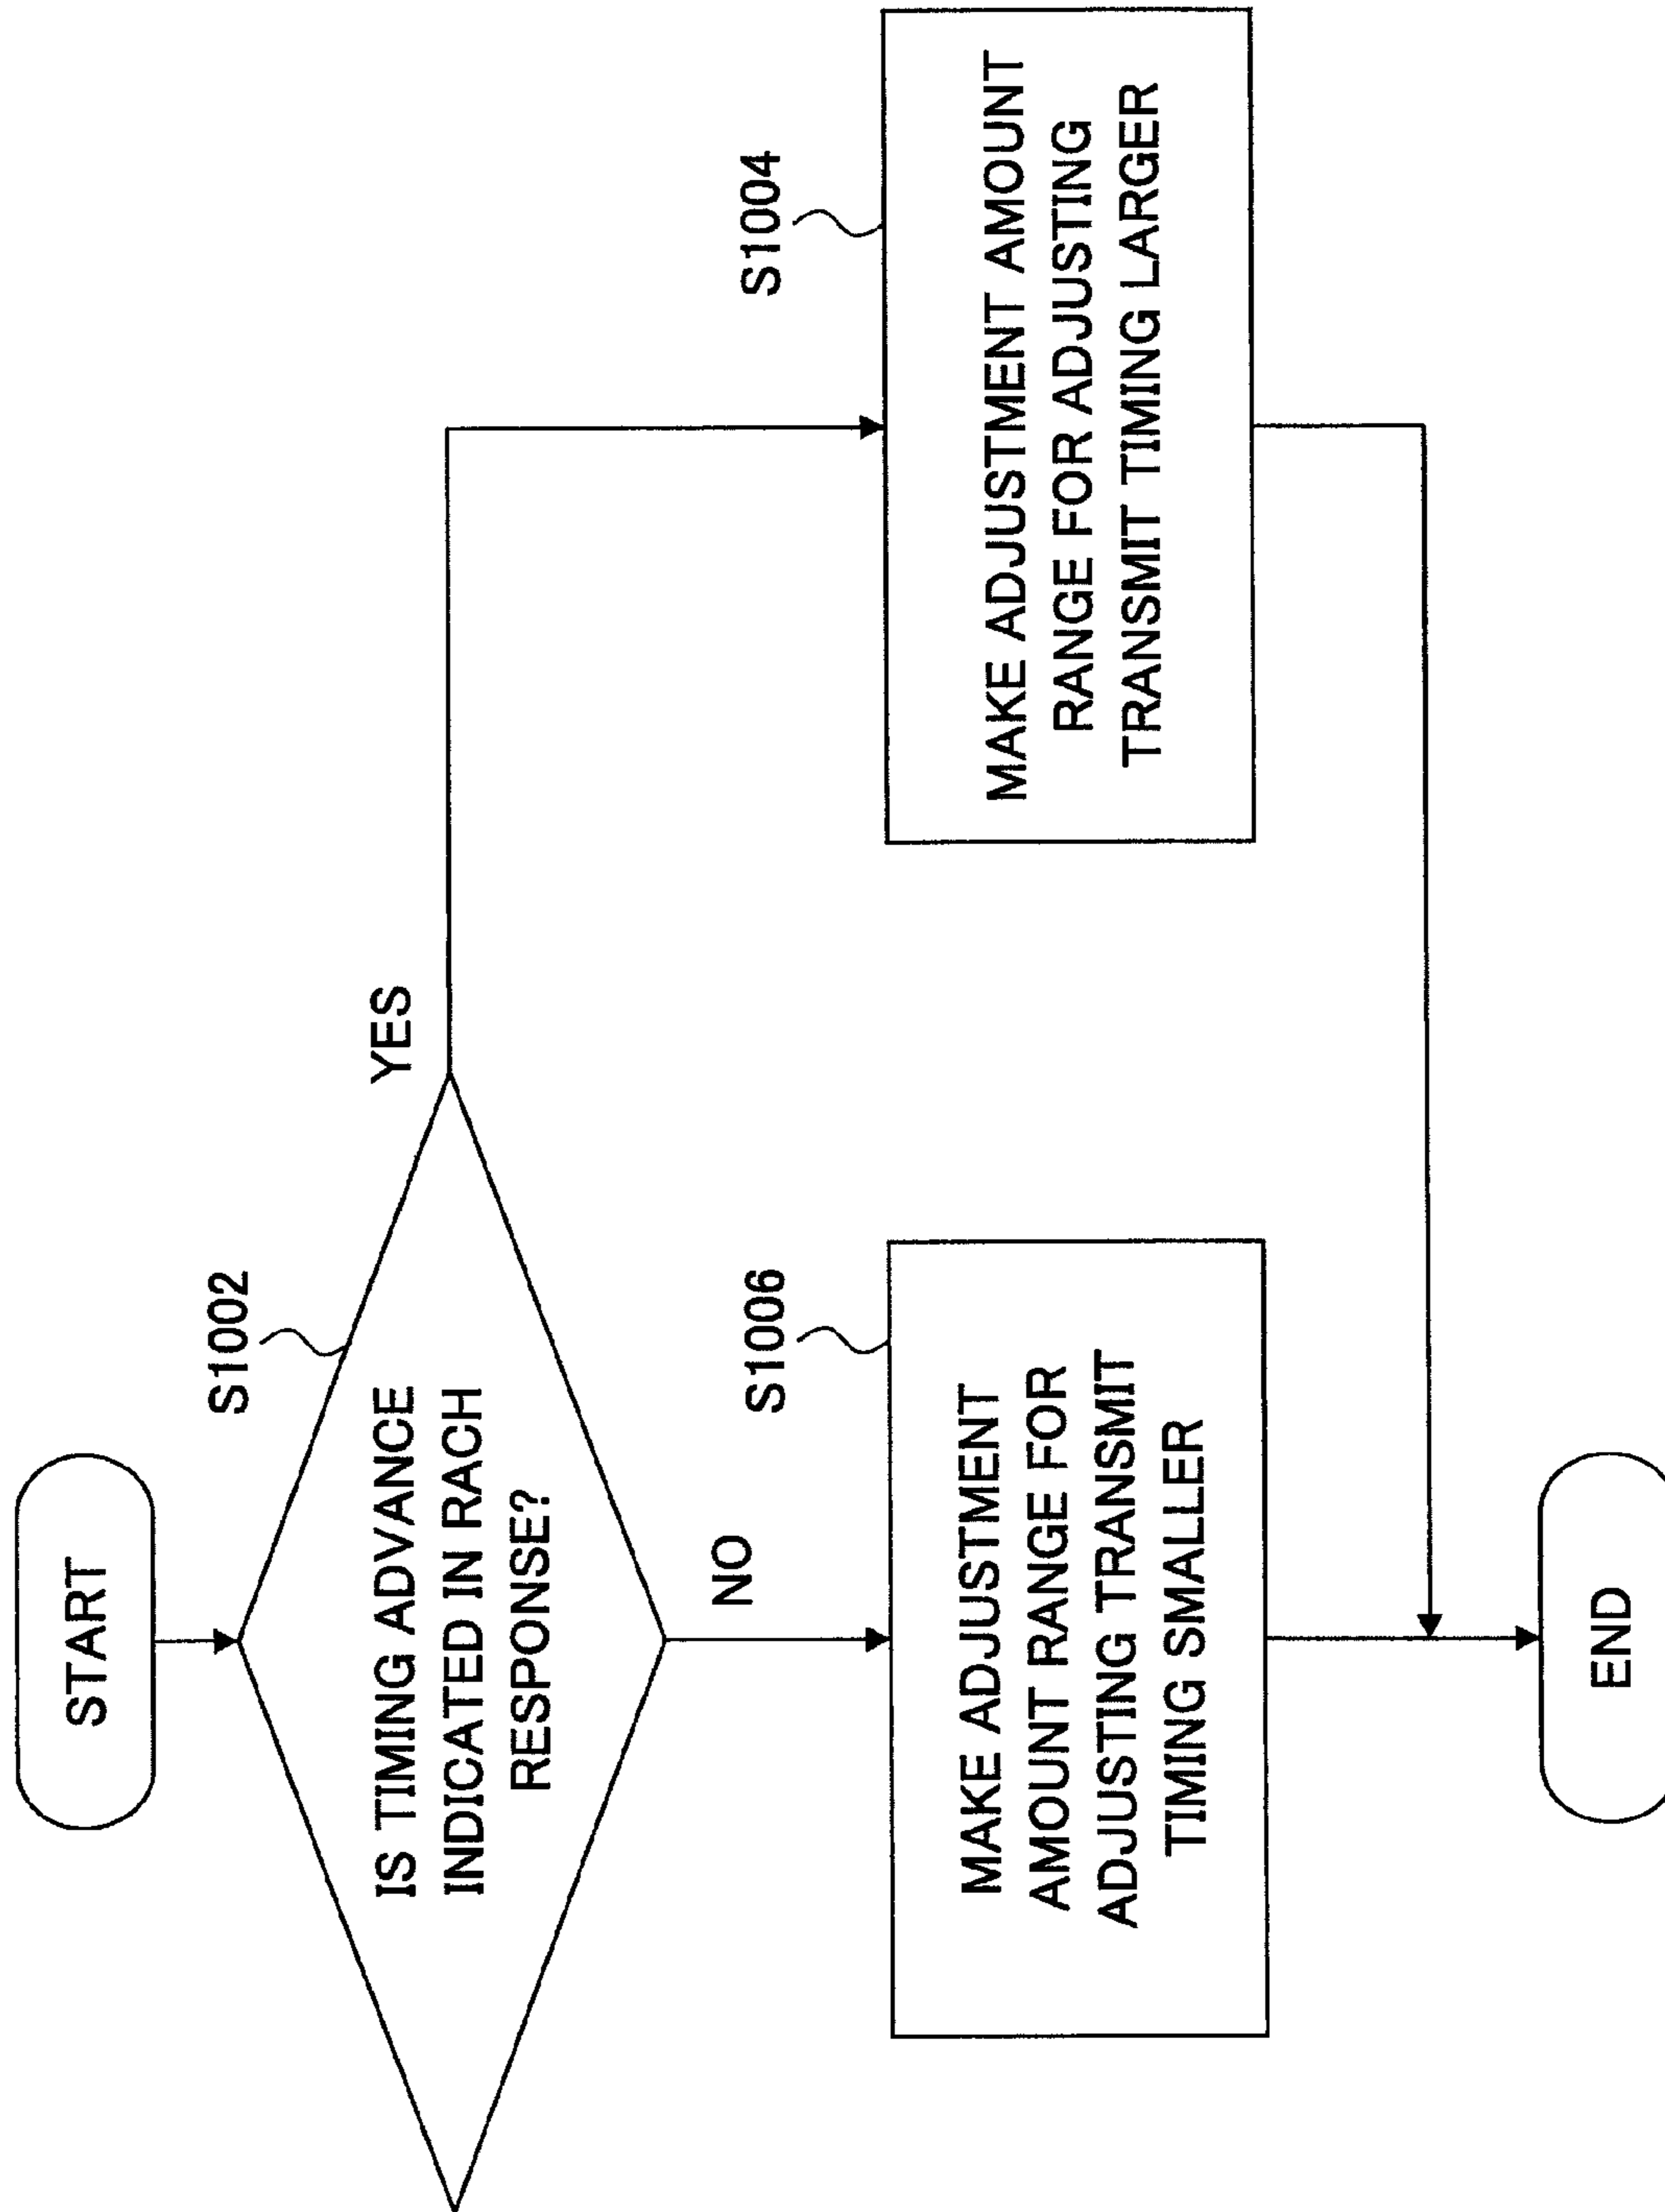 START
S1002
IS TIMING ADVANCE
INDICATED IN RACH
RESPONSE?
YES
NO
S1006
MAKE ADJUSTMENT
AMOUNT RANGE FOR
ADJUSTING TRANSMIT
TIMING SMALLER
S1004
MAKE ADJUSTMENT AMOUNT
RANGE FOR ADJUSTING
TRANSMIT TIMING LARGER
END